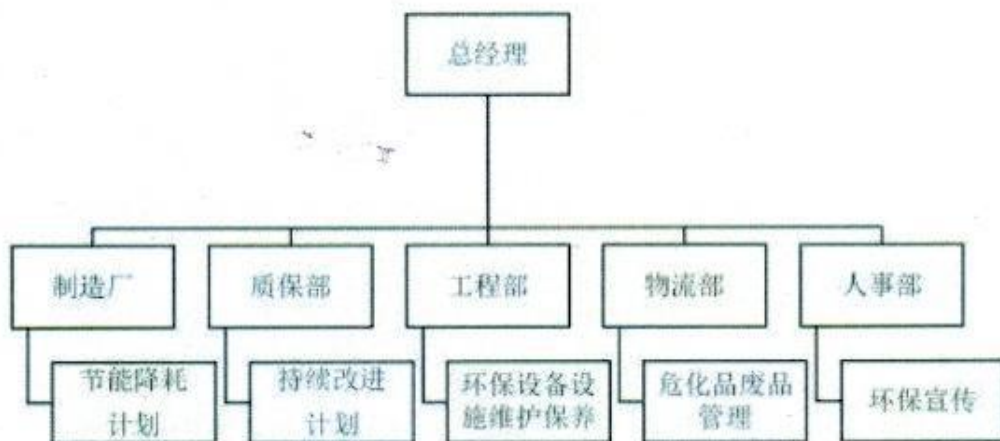 总经理
制造厂
质保部
工程部
物流部
人事部
节能降耗
计划
持续改进
计划
环保设备设
施维护保养
危化品废品
管理
环保宣传